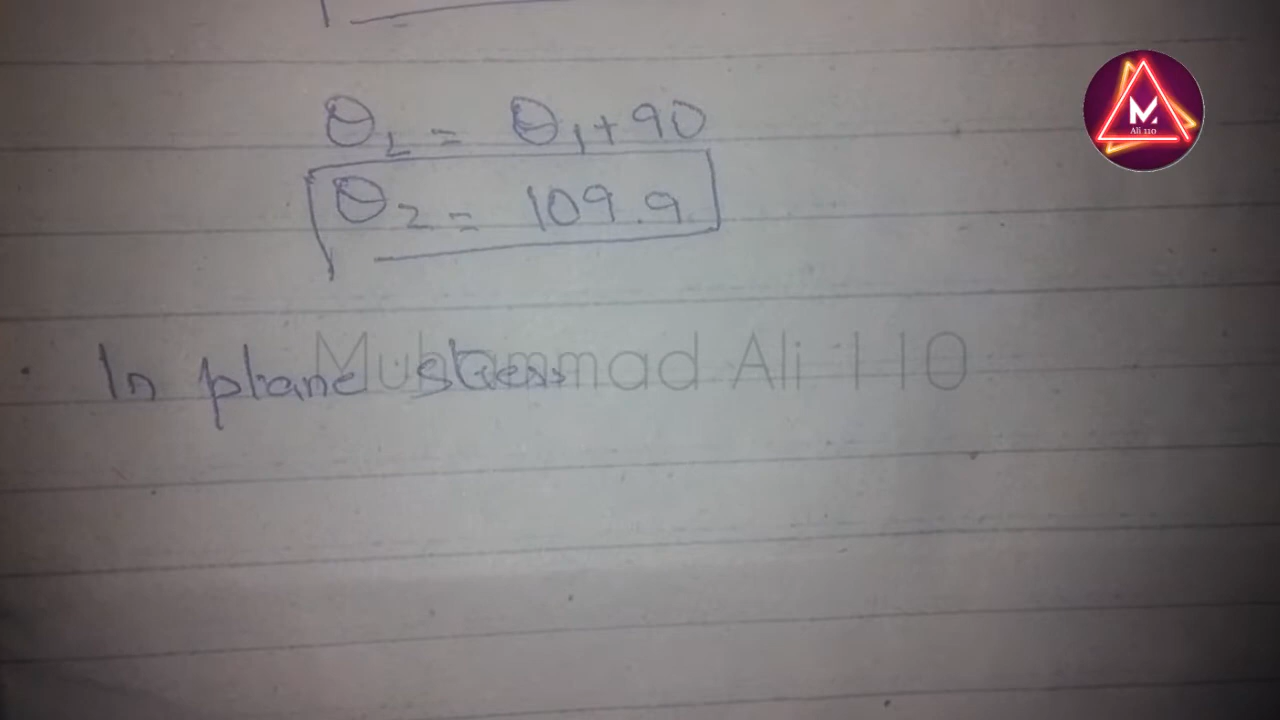 θ₂ = θ₁ + 90
θ₂ = 109.9
In plane stress
Muhammad Ali 110
M
Ali 110